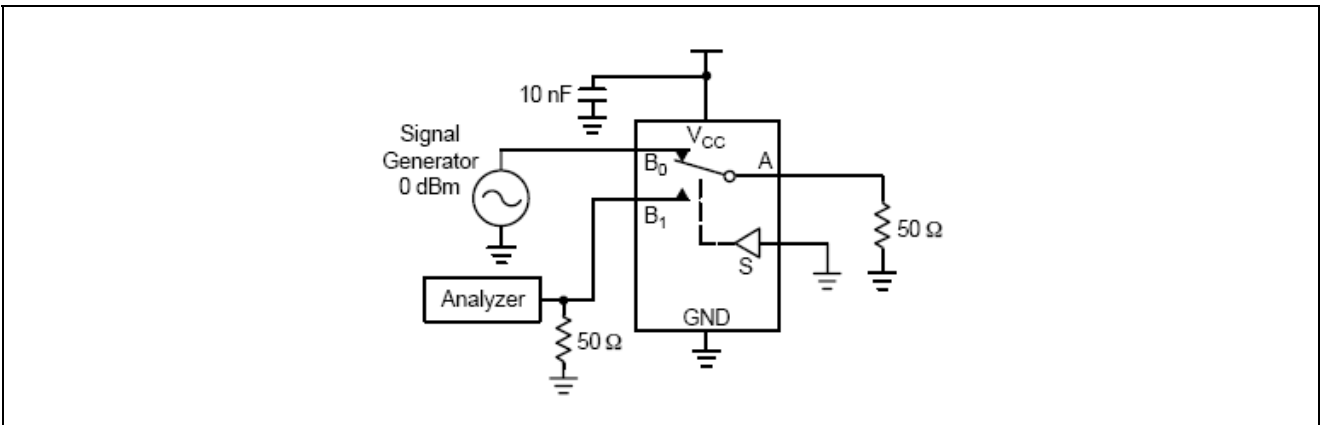 10 nF
Signal
Generator
0 dBm
V_CC
B_0
A
B_1
50 Ω
S
Analyzer
GND
50 Ω